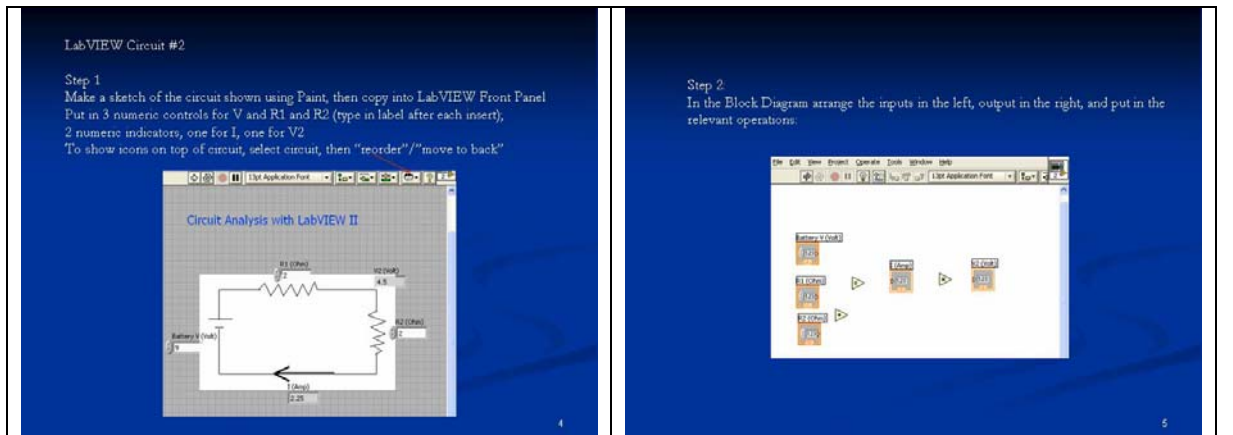 LabVIEW Circuit #2
Step 1
Make a sketch of the circuit shown using Paint, then copy into LabVIEW Front Panel
Put in 3 numeric controls for V and R1 and R2 (type in label after each insert),
2 numeric indicators, one for I, one for V2
To show icons on top of circuit, select circuit, then “reorder”/”move to back”
13pt Application Font
Circuit Analysis with LabVIEW II
R1 (Ohm)
2
V2 (Volt)
4.5
R2 (Ohm)
2
Battery V (Volt)
9
I (Amp)
2.25
4
Step 2:
In the Block Diagram arrange the inputs in the left, output in the right, and put in the
relevant operations:
File Edit View Project Operate Tools Window Help
13pt Application Font
Battery V (Volt)
I (Amp)
V2 (Volt)
R1 (Ohm)
R2 (Ohm)
5